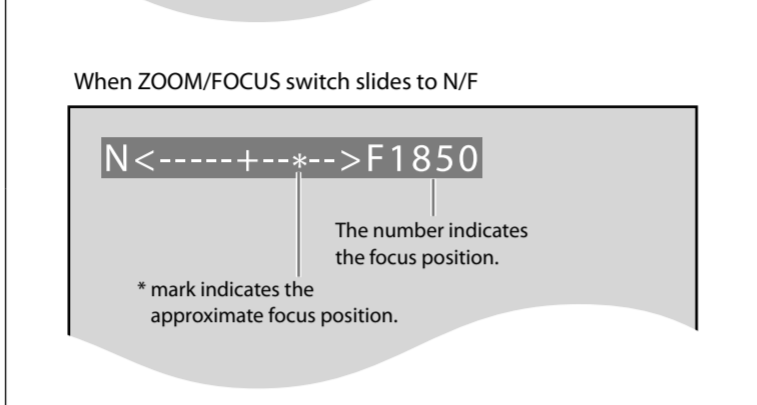 When ZOOM/FOCUS switch slides to N/F
N<-----+--*-->F1850
The number indicates
the focus position.
* mark indicates the
approximate focus position.